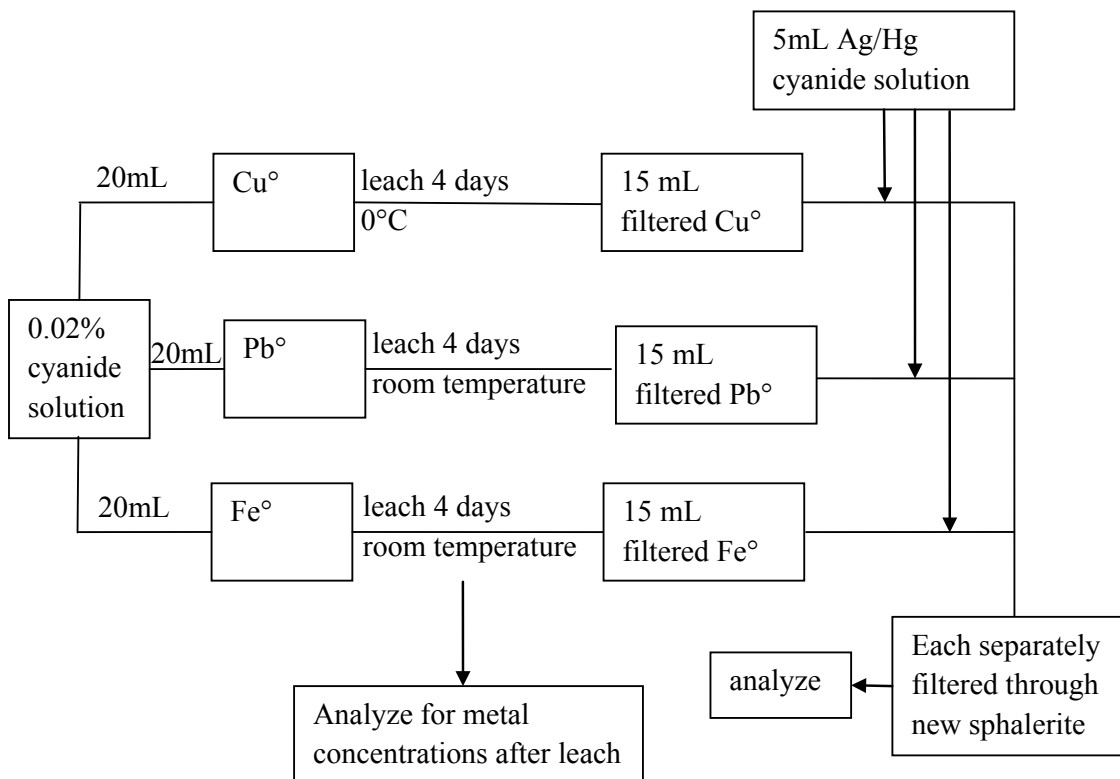 5mL Ag/Hg
cyanide solution
20mL
Cu°
leach 4 days
0°C
15 mL
filtered Cu°
0.02%
cyanide
solution
20mL
Pb°
leach 4 days
room temperature
15 mL
filtered Pb°
20mL
Fe°
leach 4 days
room temperature
15 mL
filtered Fe°
Analyze for metal
concentrations after leach
analyze
Each separately
filtered through
new sphalerite